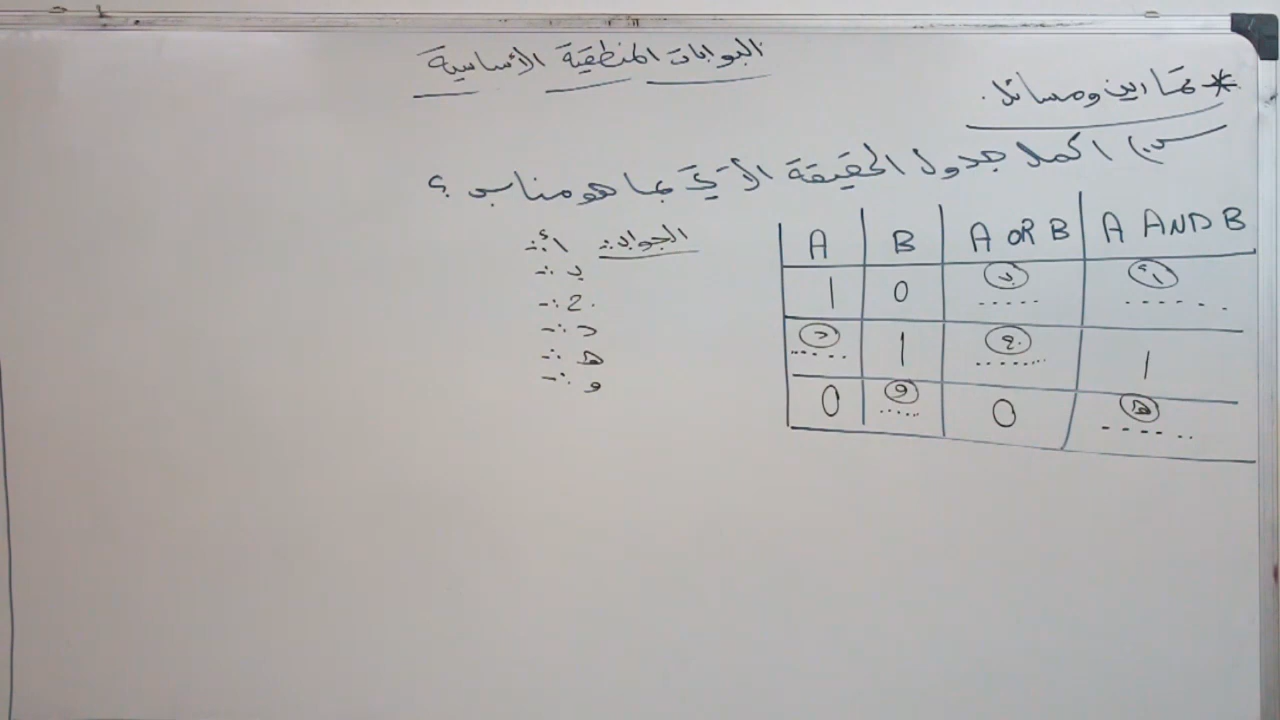 البوابات المنطقية الأساسية
* تمارين ومسائل.
س١) اكمل جدول الحقيقة الآتي بما هو مناسب ؟
A B A OR B A AND B
1 0 ب ...... أ ......
د ...... 1 ج ...... 1
0 و ...... 0 هـ ......
الجواب :-
أ :-
ب :-
ج :-
د :-
هـ :-
و :-